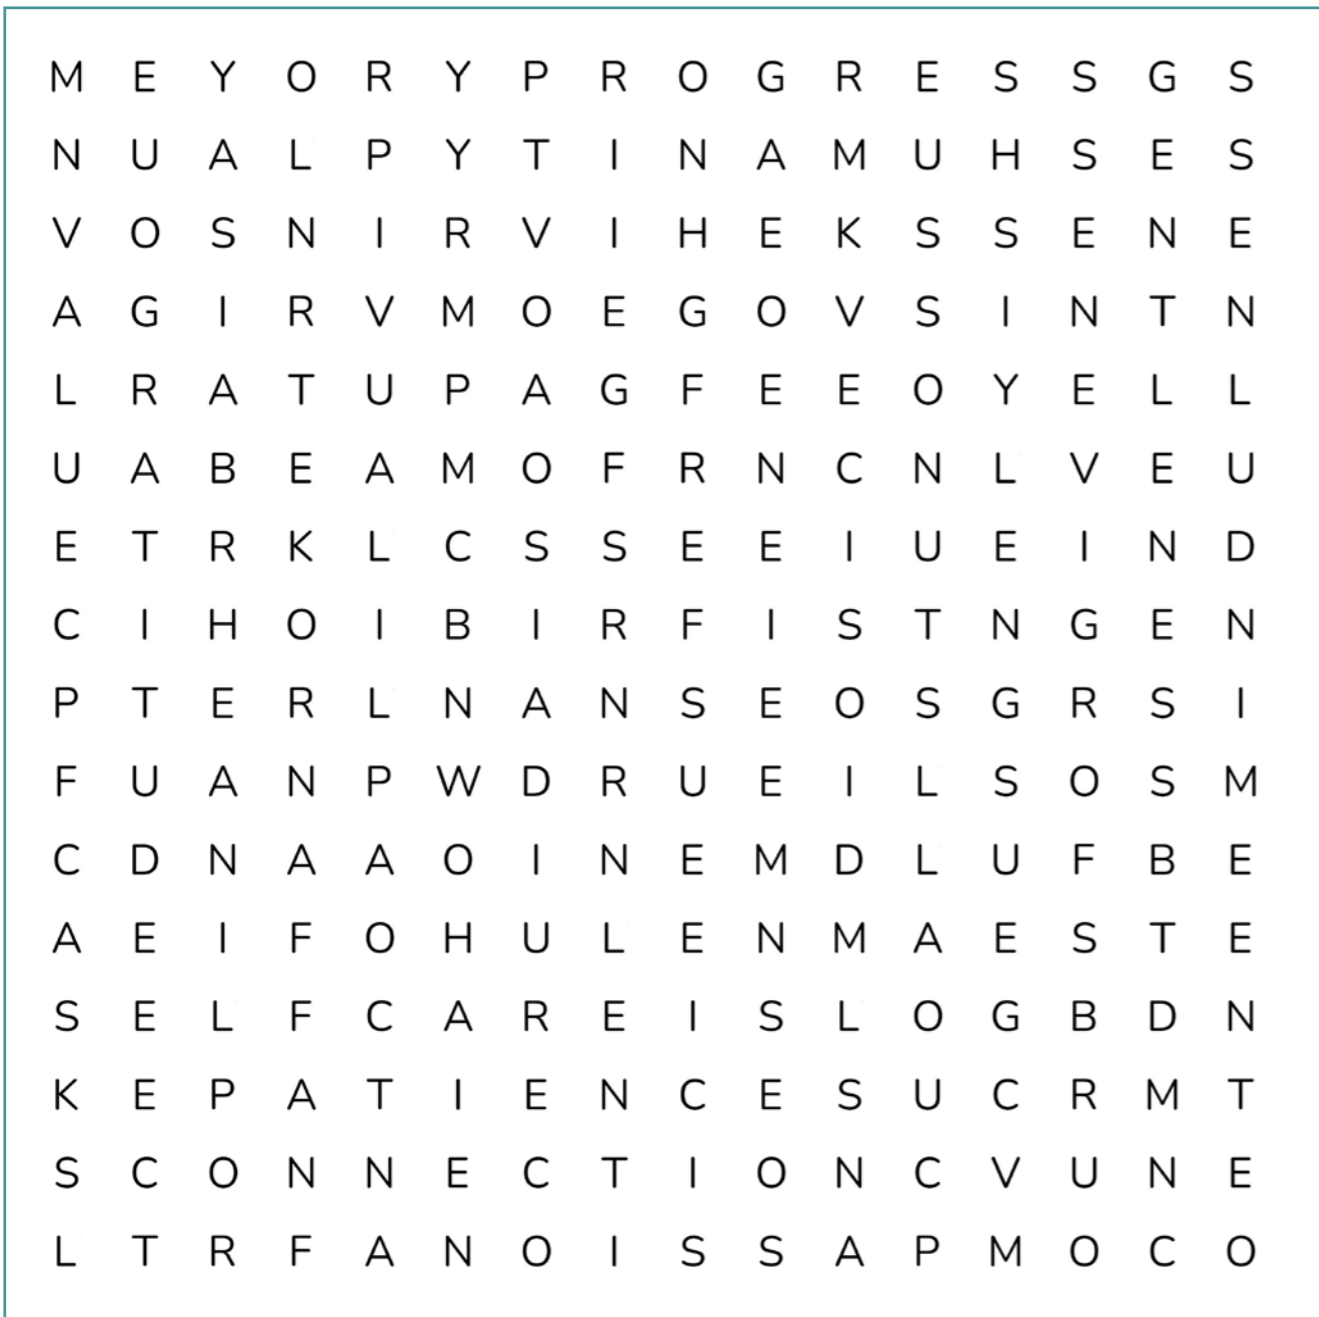 M E Y O R Y P R O G R E S S G S
N U A L P Y T I N A M U H S E S
V O S N I R V I H E K S S E N E
A G I R V M O E G O V S I N T N
L R A T U P A G F E E O Y E L L
U A B E A M O F R N C N L V E U
E T R K L C S S E E I U E I N D
C I H O I B I R F I S T N G E N
P T E R L N A N S E O S G R S I
F U A N P W D R U E I L S O S M
C D N A A O I N E M D L U F B E
A E I F O H U L E N M A E S T E
S E L F C A R E I S L O G B D N
K E P A T I E N C E S U C R M T
S C O N N E C T I O N C V U N E
L T R F A N O I S S A P M O C O